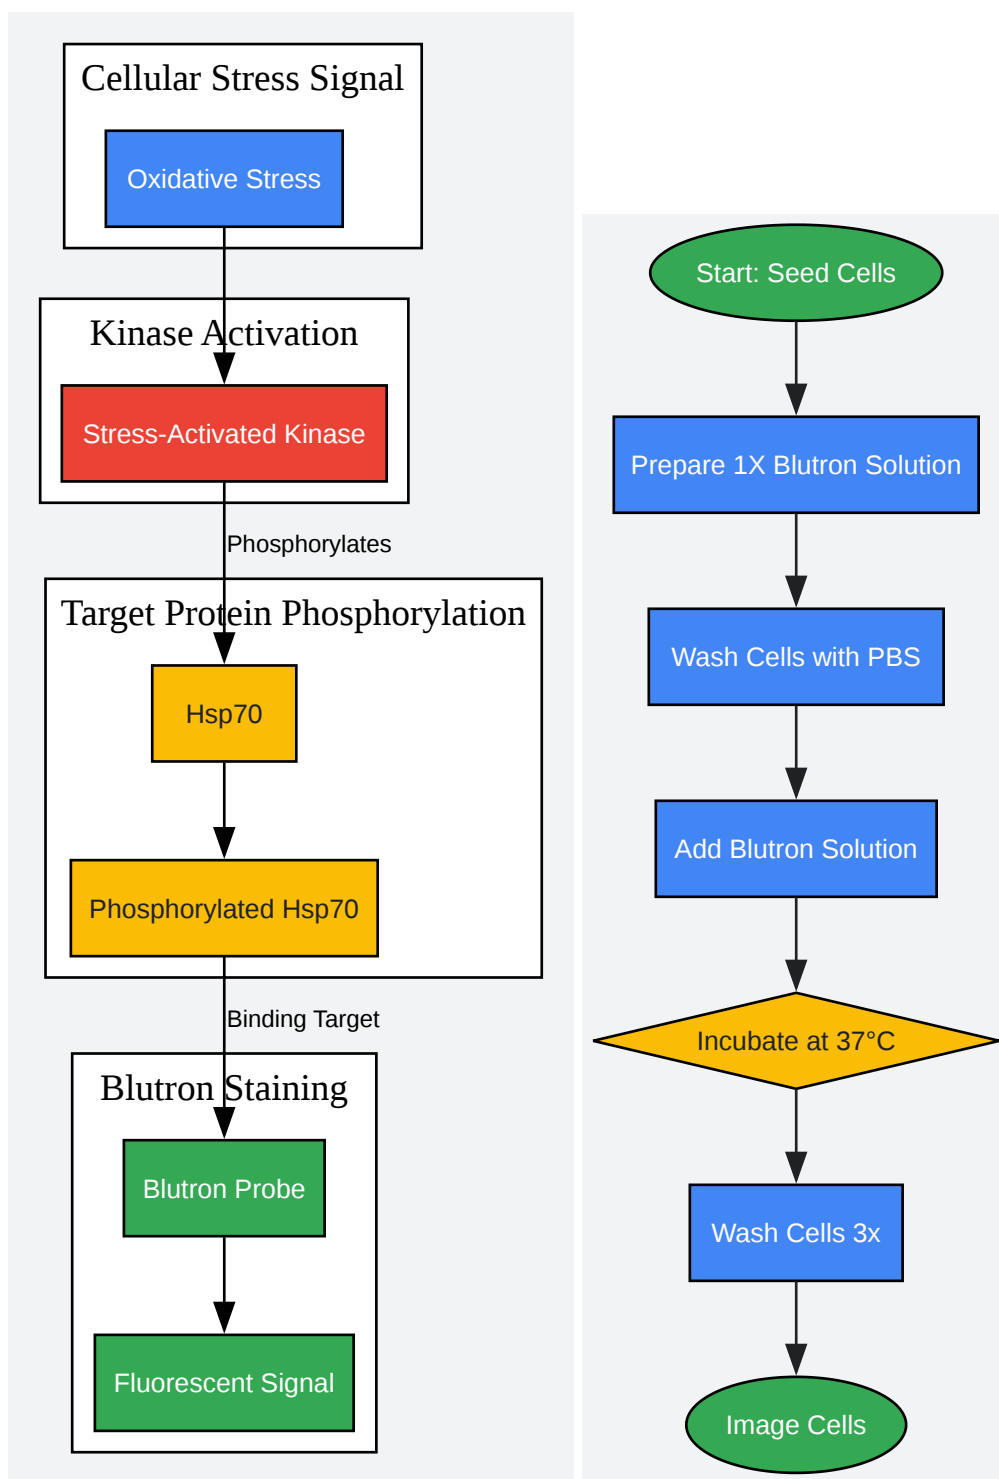 Cellular Stress Signal
Oxidative Stress
Kinase Activation
Stress-Activated Kinase
Phosphorylates
Target Protein Phosphorylation
Hsp70
Phosphorylated Hsp70
Binding Target
Blutron Staining
Blutron Probe
Fluorescent Signal
Start: Seed Cells
Prepare 1X Blutron Solution
Wash Cells with PBS
Add Blutron Solution
Incubate at 37°C
Wash Cells 3x
Image Cells